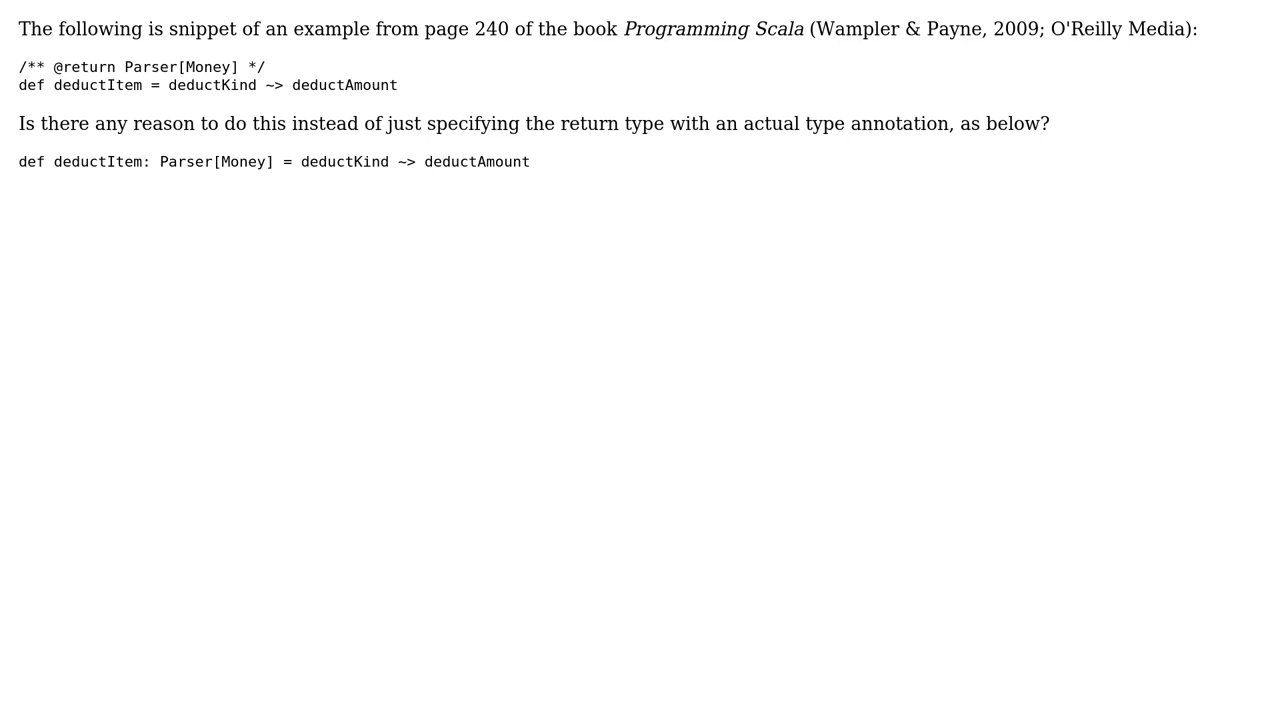 The following is snippet of an example from page 240 of the book Programming Scala (Wampler & Payne, 2009; O'Reilly Media):
/** @return Parser[Money] */
def deductItem = deductKind ~> deductAmount
Is there any reason to do this instead of just specifying the return type with an actual type annotation, as below?
def deductItem: Parser[Money] = deductKind ~> deductAmount